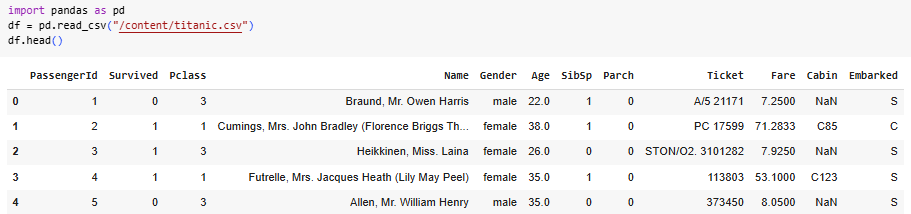 import pandas as pd
df = pd.read_csv("/content/titanic.csv")
df.head()
PassengerId Survived Pclass Name Gender Age SibSp Parch Ticket Fare Cabin Embarked
0 1 0 3 Braund, Mr. Owen Harris male 22.0 1 0 A/5 21171 7.2500 NaN S
1 2 1 1 Cumings, Mrs. John Bradley (Florence Briggs Th... female 38.0 1 0 PC 17599 71.2833 C85 C
2 3 1 3 Heikkinen, Miss. Laina female 26.0 0 0 STON/O2. 3101282 7.9250 NaN S
3 4 1 1 Futrelle, Mrs. Jacques Heath (Lily May Peel) female 35.0 1 0 113803 53.1000 C123 S
4 5 0 3 Allen, Mr. William Henry male 35.0 0 0 373450 8.0500 NaN S